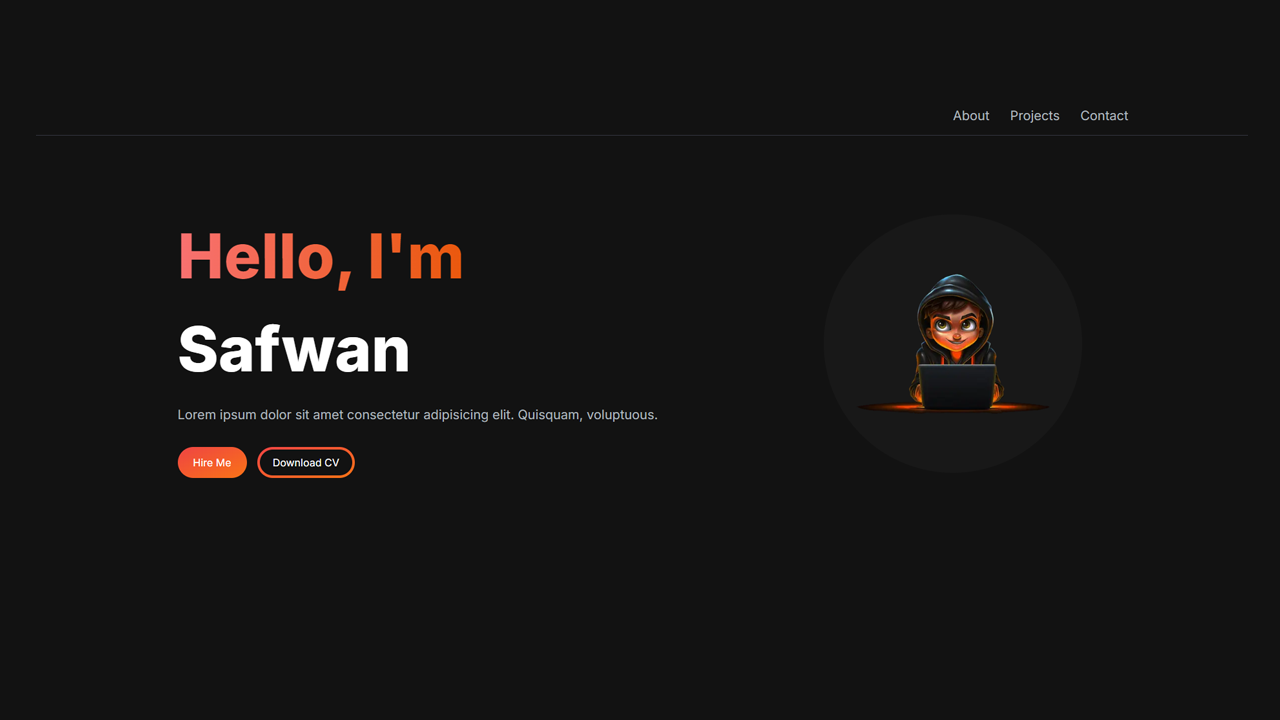 About Projects Contact
Hello, I'm
Safwan
Lorem ipsum dolor sit amet consectetur adipisicing elit. Quisquam, voluptuous.
Hire Me Download CV